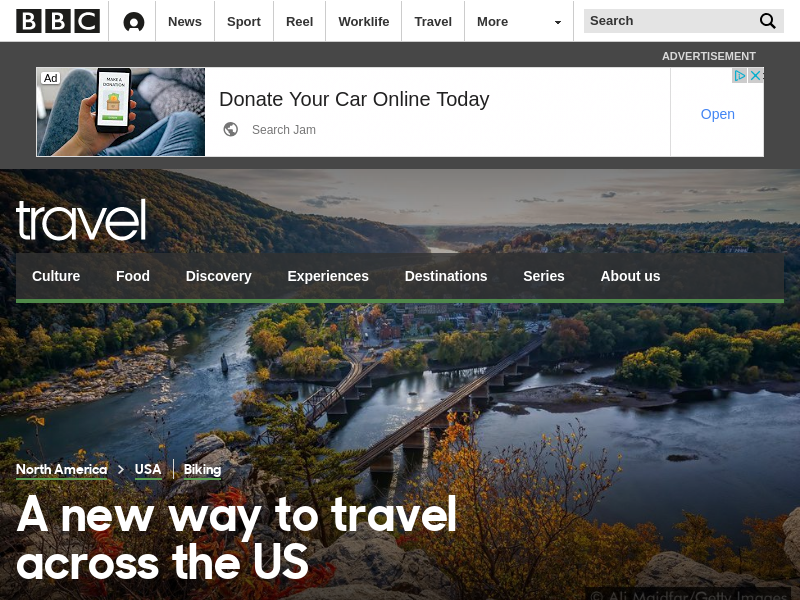 BBC
News
Sport
Reel
Worklife
Travel
More
Search
ADVERTISEMENT
Ad
MAKE A
DONATION
Donate Your Car Online Today
Search Jam
Open
travel
Culture
Food
Discovery
Experiences
Destinations
Series
About us
North America
USA
Biking
A new way to travel
across the US
© Ali Majdfar/Getty Images